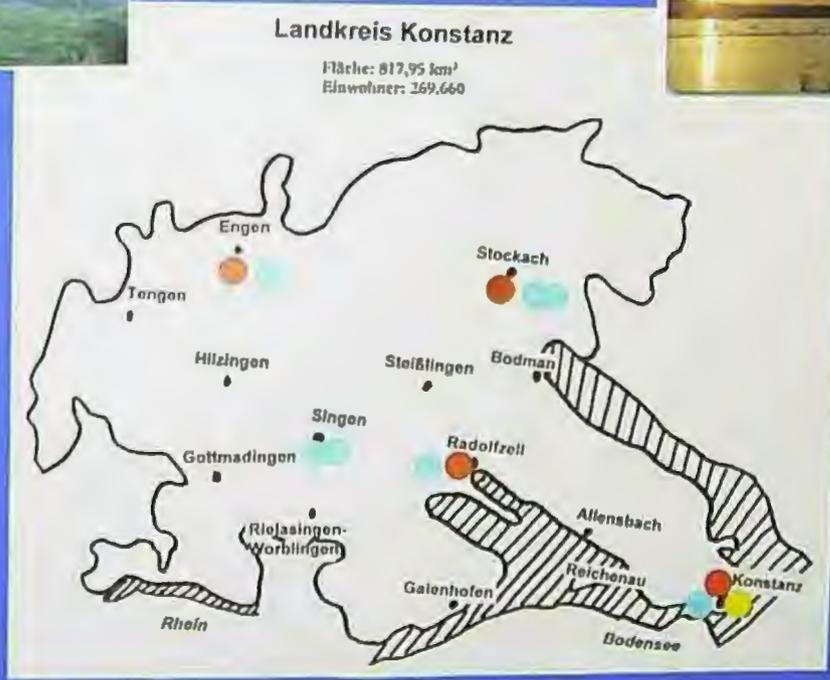 Landkreis Konstanz
Fläche: 817,95 km²
Einwohner: 269.660
Engen
Stockach
Tengen
Hilzingen
Steißlingen
Bodman
Singen
Gottmadingen
Radolfzell
Rielasingen-
Worblingen
Allensbach
Reichenau
Konstanz
Gaienhofen
Rhein
Bodensee